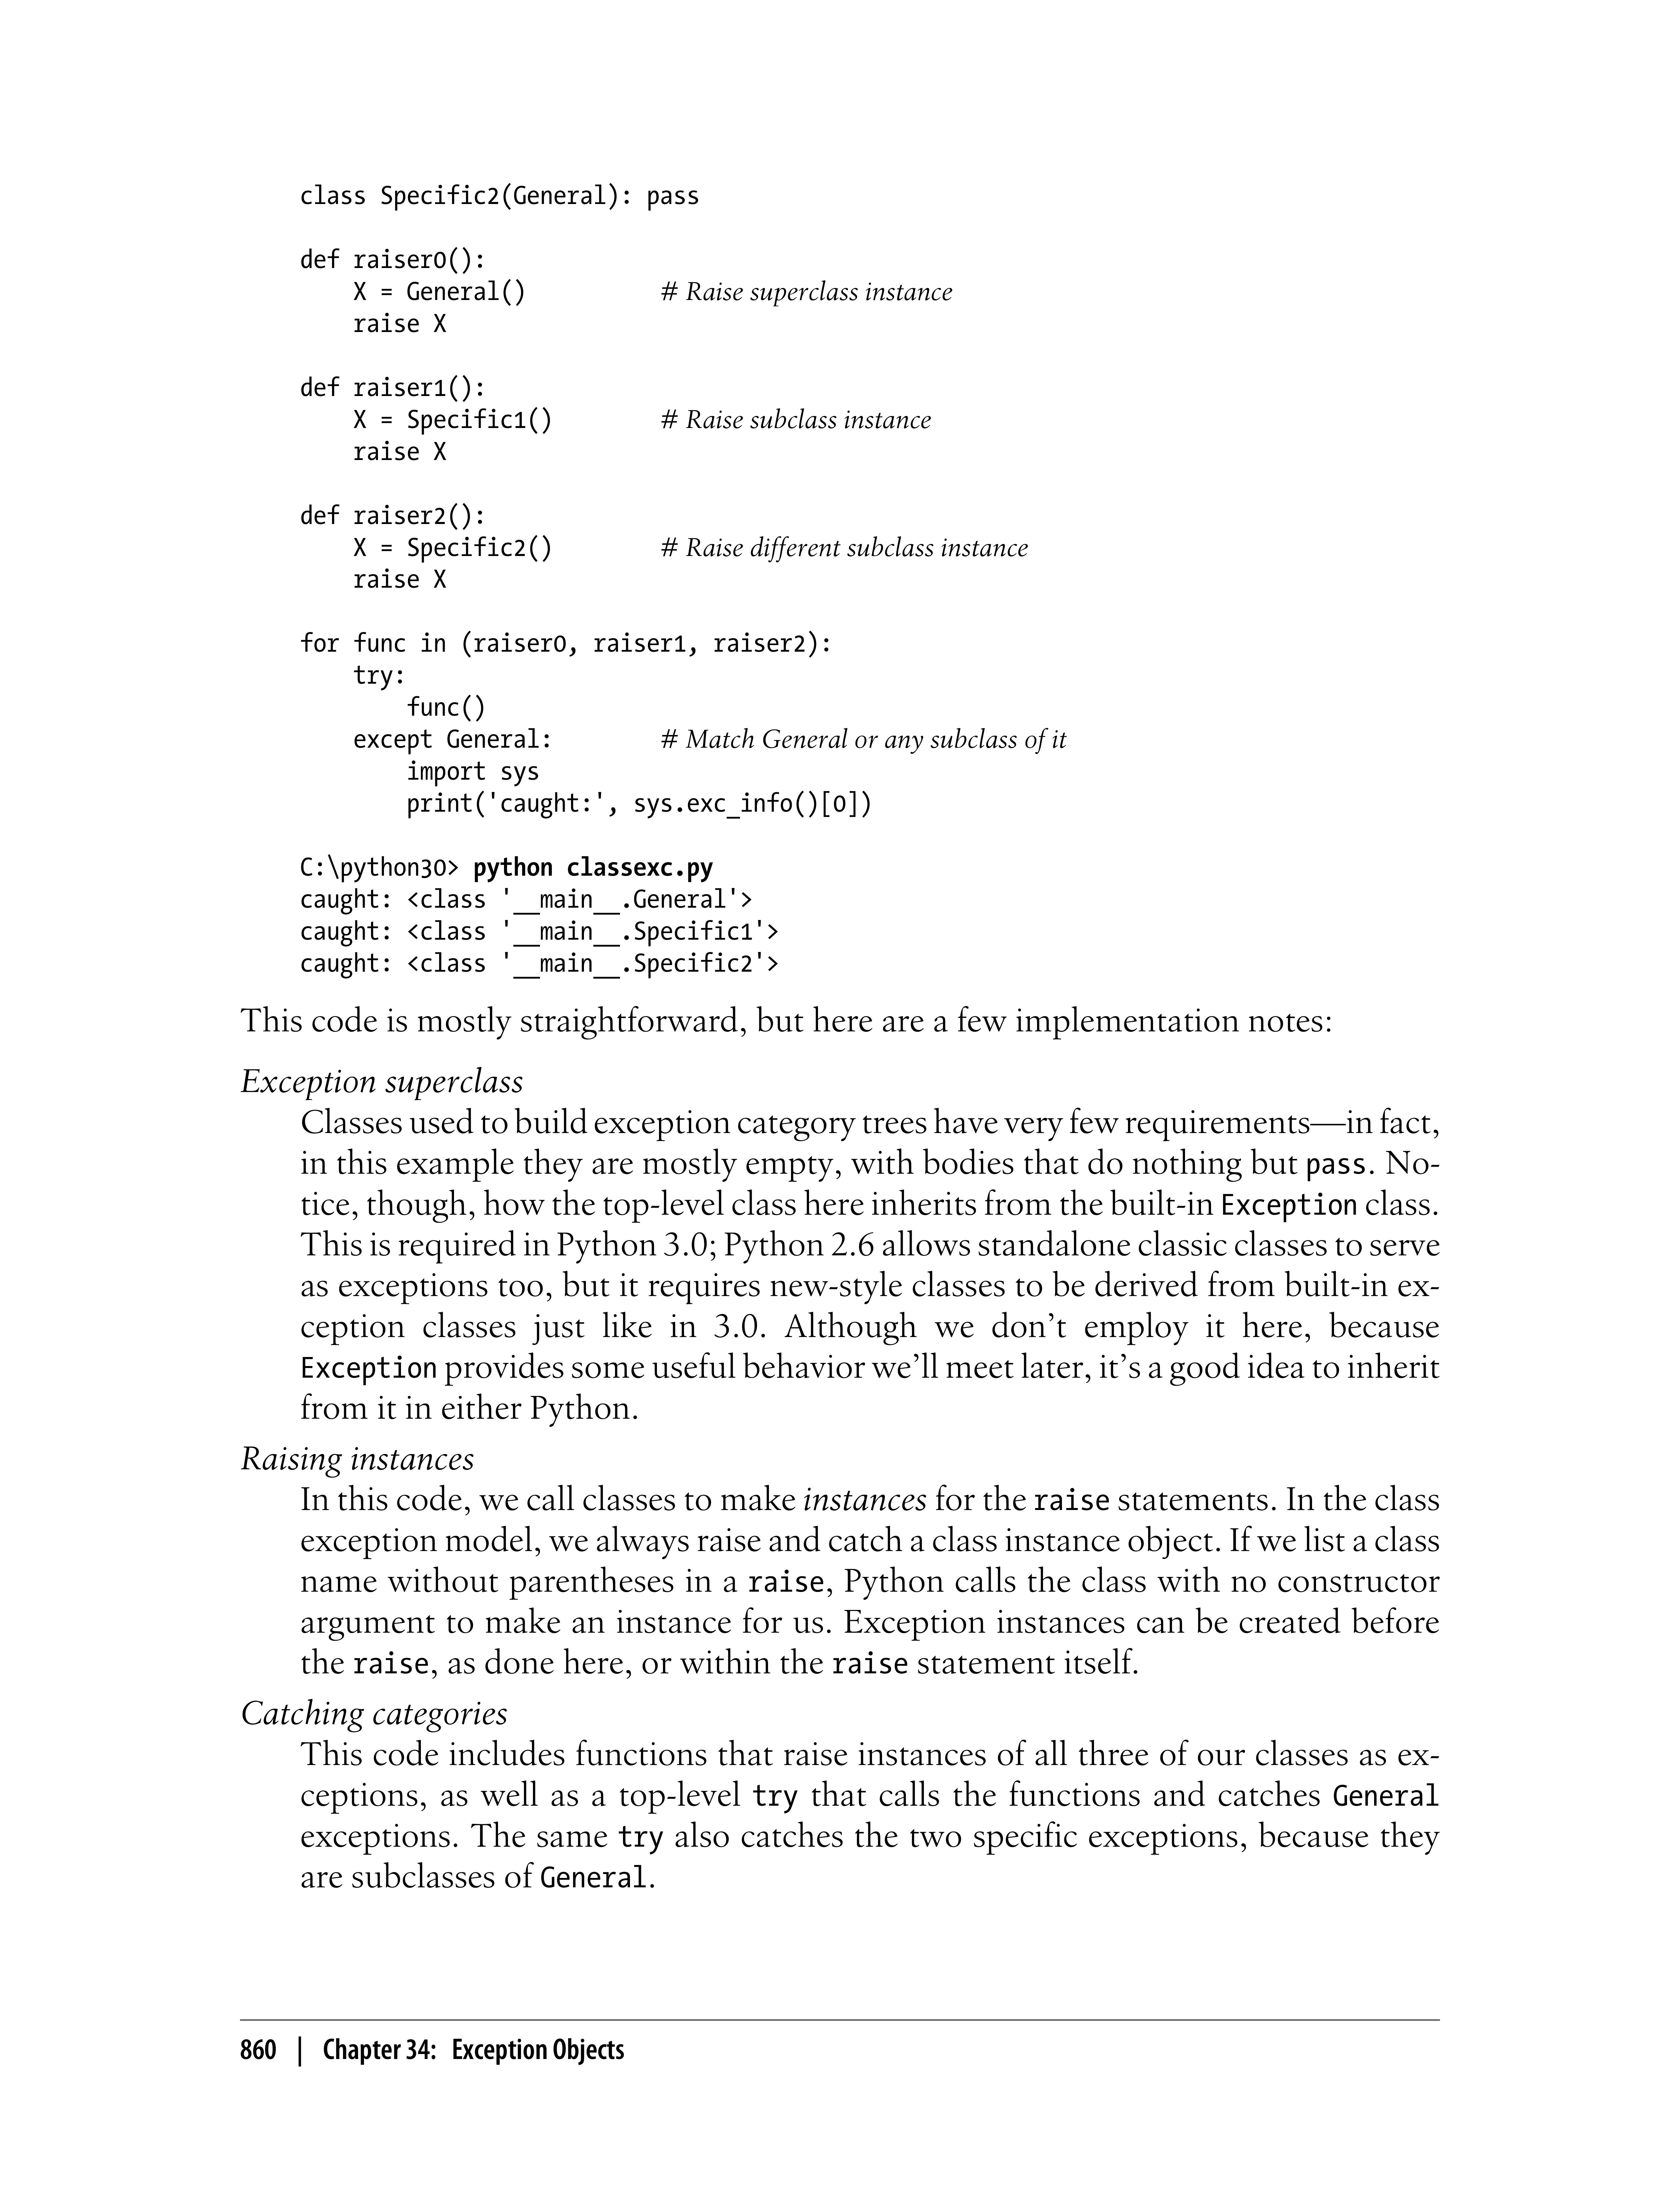 class Specific2(General): pass

def raiser0():
    X = General()          # Raise superclass instance
    raise X

def raiser1():
    X = Specific1()        # Raise subclass instance
    raise X

def raiser2():
    X = Specific2()        # Raise different subclass instance
    raise X

for func in (raiser0, raiser1, raiser2):
    try:
        func()
    except General:        # Match General or any subclass of it
        import sys
        print('caught:', sys.exc_info()[0])

C:\python30> python classexc.py
caught: <class '__main__.General'>
caught: <class '__main__.Specific1'>
caught: <class '__main__.Specific2'>

This code is mostly straightforward, but here are a few implementation notes:
Exception superclass
Classes used to build exception category trees have very few requirements—in fact,
in this example they are mostly empty, with bodies that do nothing but pass. No-
tice, though, how the top-level class here inherits from the built-in Exception class.
This is required in Python 3.0; Python 2.6 allows standalone classic classes to serve
as exceptions too, but it requires new-style classes to be derived from built-in ex-
ception classes just like in 3.0. Although we don’t employ it here, because
Exception provides some useful behavior we’ll meet later, it’s a good idea to inherit
from it in either Python.
Raising instances
In this code, we call classes to make instances for the raise statements. In the class
exception model, we always raise and catch a class instance object. If we list a class
name without parentheses in a raise, Python calls the class with no constructor
argument to make an instance for us. Exception instances can be created before
the raise, as done here, or within the raise statement itself.
Catching categories
This code includes functions that raise instances of all three of our classes as ex-
ceptions, as well as a top-level try that calls the functions and catches General
exceptions. The same try also catches the two specific exceptions, because they
are subclasses of General.
860 | Chapter 34: Exception Objects